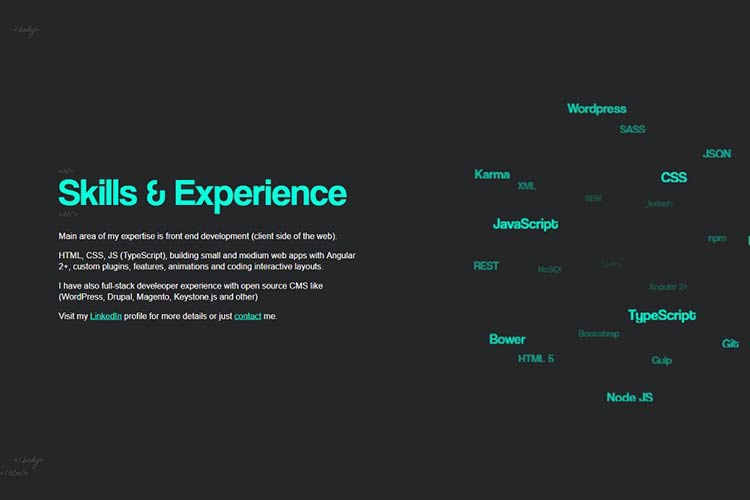 <body>
Wordpress
SASS
JSON
<h1>
Skills & Experience
Karma
XML
CSS
BEM
_lodash
Main area of my expertise is front end development (client side of the web).
JavaScript
npm
HTML, CSS, JS (TypeScript), building small and medium web apps with Angular
2+, custom plugins, features, animations and coding interactive layouts.
REST
NoSQl
jQuery
I have also full-stack develeoper experience with open source CMS like
(WordPress, Drupal, Magento, Keystone.js and other)
Angular 2+
Visit my LinkedIn profile for more details or just contact me.
TypeScript
Bower
Bootstrap
Git
HTML 5
Gulp
Node JS
</body>
</html>